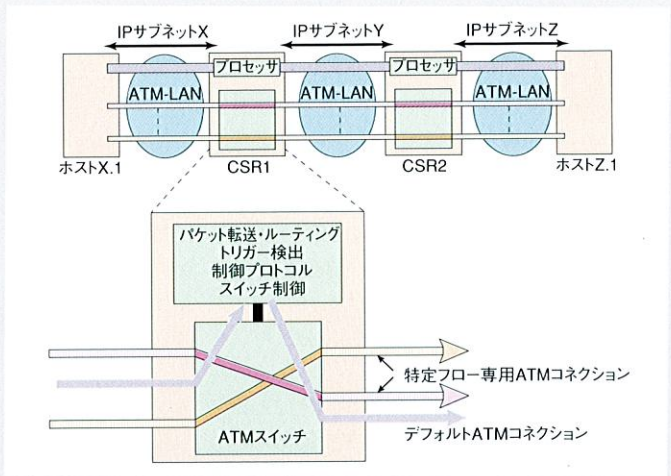 IPサブネットX
IPサブネットY
IPサブネットZ
プロセッサ
プロセッサ
ATM-LAN
ATM-LAN
ATM-LAN
ホストX.1
CSR1
CSR2
ホストZ.1
パケット転送・ルーティング
トリガー検出
制御プロトコル
スイッチ制御
特定フロー専用ATMコネクション
ATMスイッチ
デフォルトATMコネクション